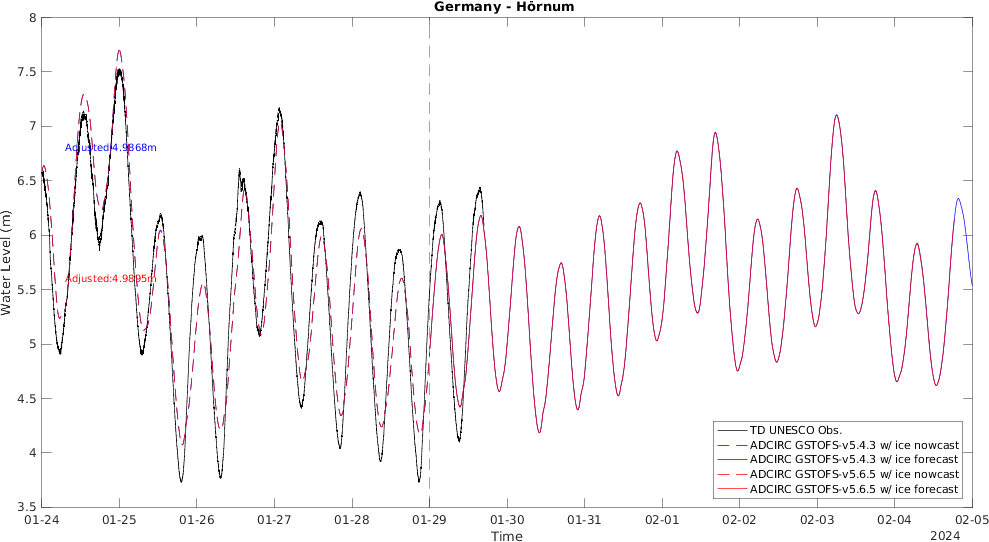 Germany - Hörnum
8
7.5
7
6.5
6
5.5
5
4.5
4
3.5
Water Level (m)
Adjusted:4.9868m
Adjusted:4.9895m
TD UNESCO Obs.
ADCIRC GSTOFS-v5.4.3 w/ ice nowcast
ADCIRC GSTOFS-v5.4.3 w/ ice forecast
ADCIRC GSTOFS-v5.6.5 w/ ice nowcast
ADCIRC GSTOFS-v5.6.5 w/ ice forecast
01-24 01-25 01-26 01-27 01-28 01-29 01-30 01-31 02-01 02-02 02-03 02-04 02-05
Time
2024